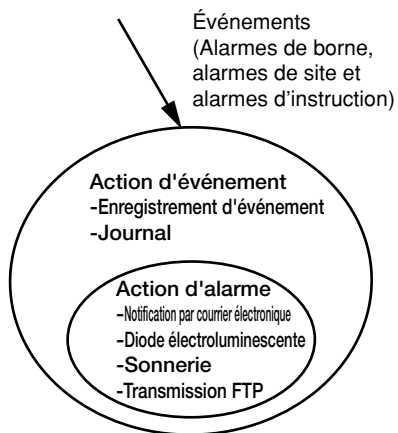 Événements
(Alarmes de borne,
alarmes de site et
alarmes d'instruction)
Action d'événement
-Enregistrement d'événement
-Journal
Action d'alarme
-Notification par courrier électronique
-Diode électroluminescente
-Sonnerie
-Transmission FTP